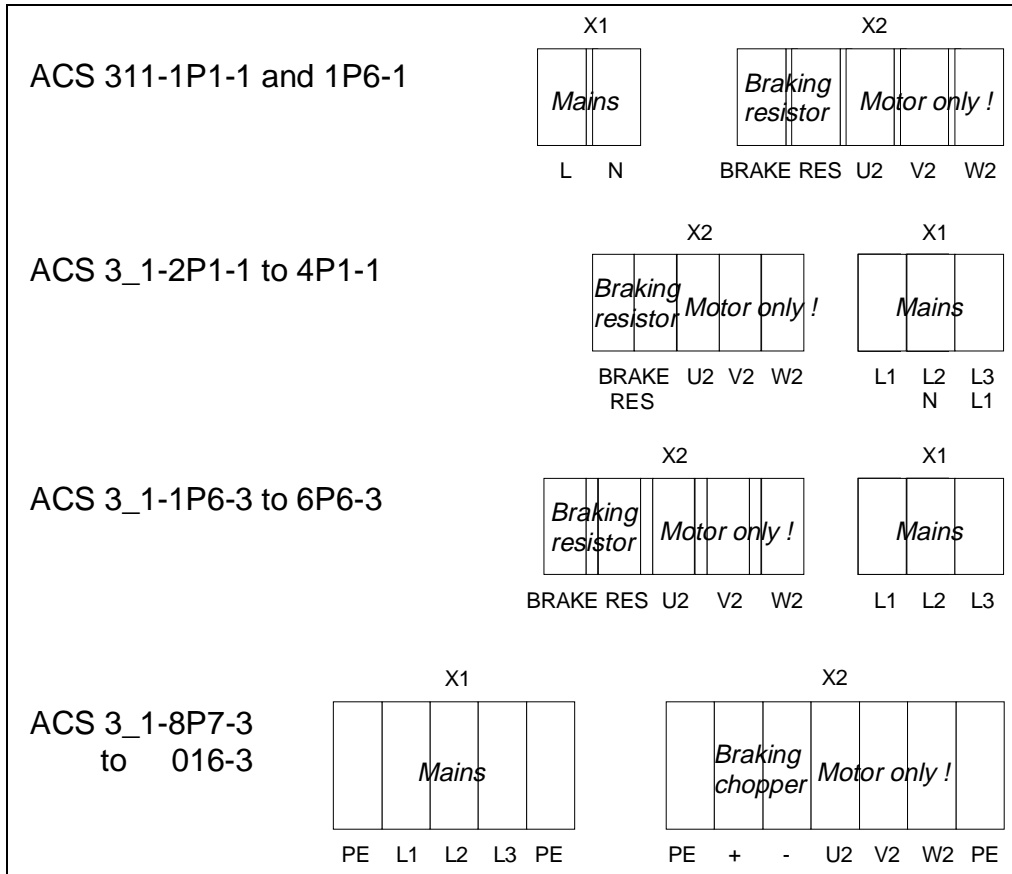 X1 X2
ACS 311-1P1-1 and 1P6-1
Mains
Braking
resistor Motor only !
L N BRAKE RES U2 V2 W2
X2 X1
ACS 3_1-2P1-1 to 4P1-1
Braking
resistor Motor only ! Mains
BRAKE U2 V2 W2 L1 L2 L3
RES N L1
X2 X1
ACS 3_1-1P6-3 to 6P6-3
Braking
resistor Motor only ! Mains
BRAKE RES U2 V2 W2 L1 L2 L3
X1 X2
ACS 3_1-8P7-3
to 016-3
Mains
Braking
chopper Motor only !
PE L1 L2 L3 PE PE + - U2 V2 W2 PE